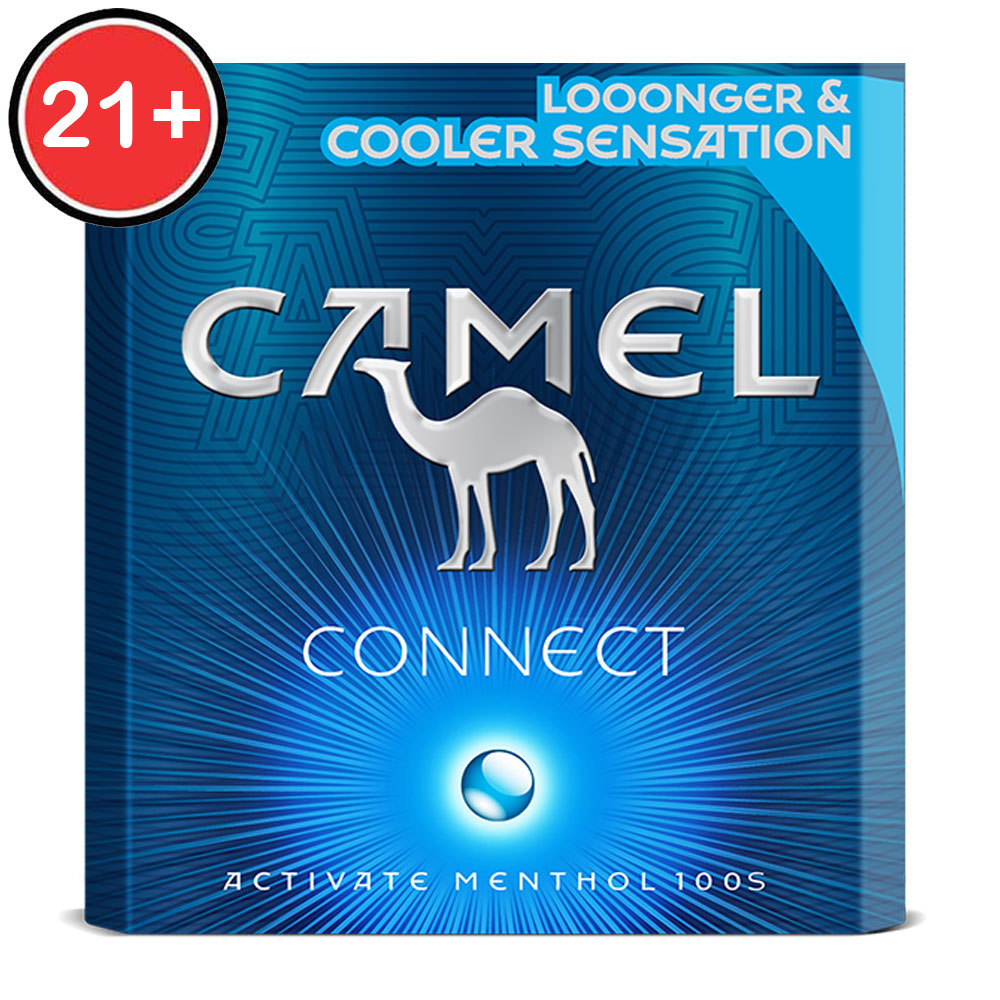 21+
LOOONGER &
COOLER SENSATION
CAMEL
CONNECT
ACTIVATE MENTHOL 100S